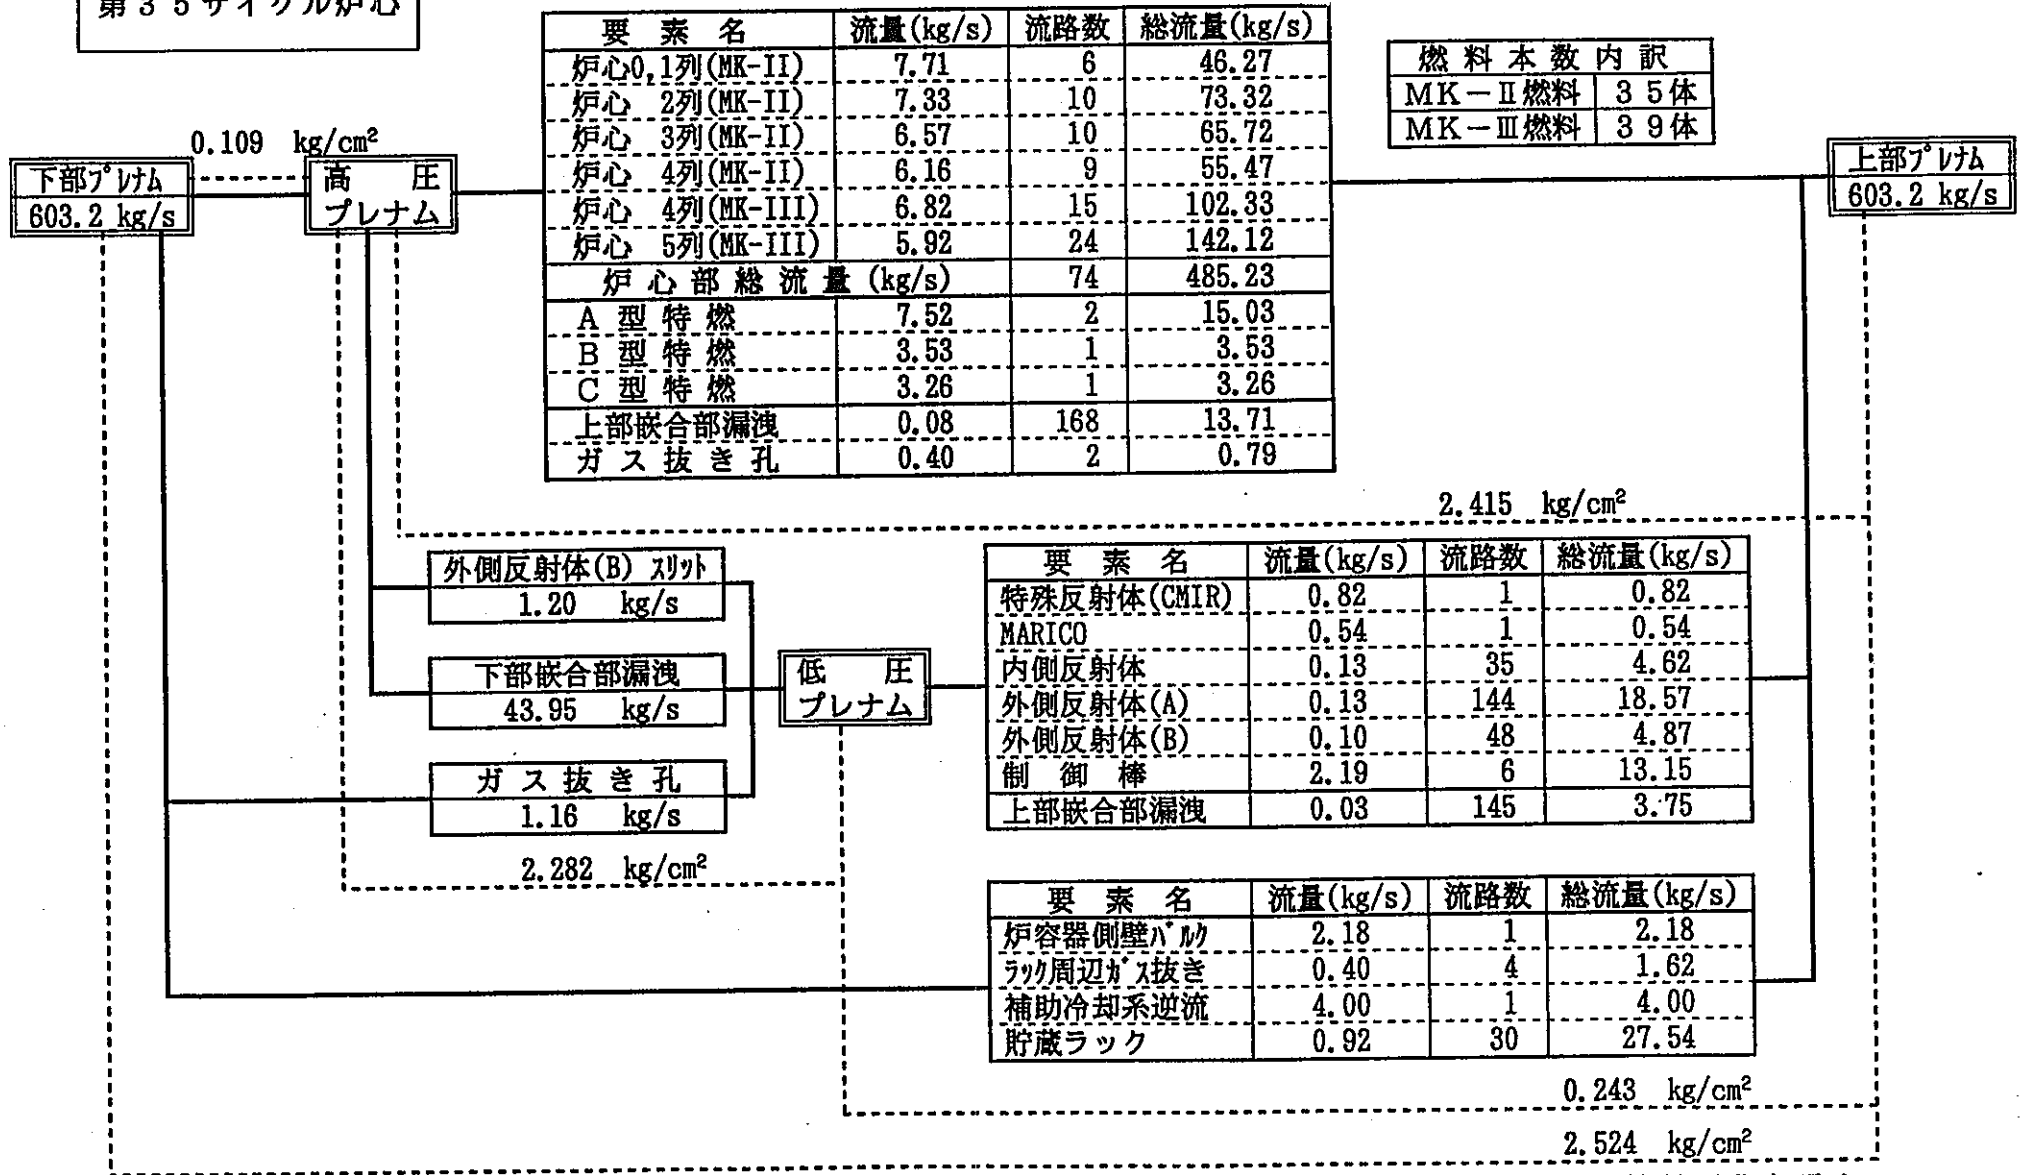 第３５サイクル炉心
要素名 流量(kg/s) 流路数 総流量(kg/s)
炉心0,1列(MK-II) 7.71 6 46.27
炉心 2列(MK-II) 7.33 10 73.32
炉心 3列(MK-II) 6.57 10 65.72
炉心 4列(MK-II) 6.16 9 55.47
炉心 4列(MK-III) 6.82 15 102.33
炉心 5列(MK-III) 5.92 24 142.12
炉心部総流量(kg/s) 74 485.23
A型特燃 7.52 2 15.03
B型特燃 3.53 1 3.53
C型特燃 3.26 1 3.26
上部嵌合部漏洩 0.08 168 13.71
ガス抜き孔 0.40 2 0.79
燃料本数内訳
MK－Ⅱ燃料 ３５体
MK－Ⅲ燃料 ３９体
0.109 kg/cm²
下部プレナム
603.2 kg/s
高圧
プレナム
上部プレナム
603.2 kg/s
2.415 kg/cm²
外側反射体(B) スリット
1.20 kg/s
下部嵌合部漏洩
43.95 kg/s
ガス抜き孔
1.16 kg/s
低圧
プレナム
要素名 流量(kg/s) 流路数 総流量(kg/s)
特殊反射体(CMIR) 0.82 1 0.82
MARICO 0.54 1 0.54
内側反射体 0.13 35 4.62
外側反射体(A) 0.13 144 18.57
外側反射体(B) 0.10 48 4.87
制御棒 2.19 6 13.15
上部嵌合部漏洩 0.03 145 3.75
2.282 kg/cm²
要素名 流量(kg/s) 流路数 総流量(kg/s)
炉容器側壁バルク 2.18 1 2.18
ラック周辺ガス抜き 0.40 4 1.62
補助冷却系逆流 4.00 1 4.00
貯蔵ラック 0.92 30 27.54
0.243 kg/cm²
2.524 kg/cm²